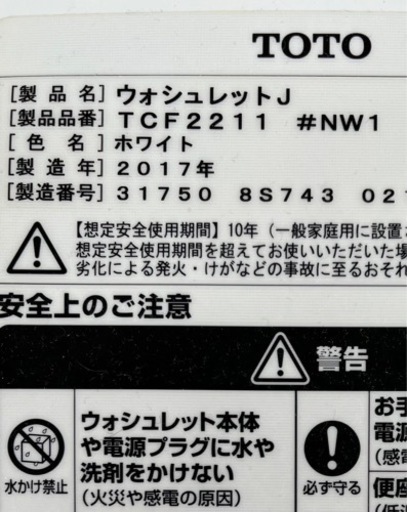 TOTO
[製品名] ウォシュレットJ
[製品品番] TCF2211 #NW1
[色名] ホワイト
[製造年] 2017年
[製造番号] 31750 8S743 02
【想定安全使用期間】10年（一般家庭用に設置
想定安全使用期間を超えてお使いいただいた場
劣化による発火・けがなどの事故に至るおそれ
安全上のご注意
警告
水かけ禁止
ウォシュレット本体
や電源プラグに水や
洗剤をかけない
（火災や感電の原因）
必ず守る
お手
電源
（感電
便座